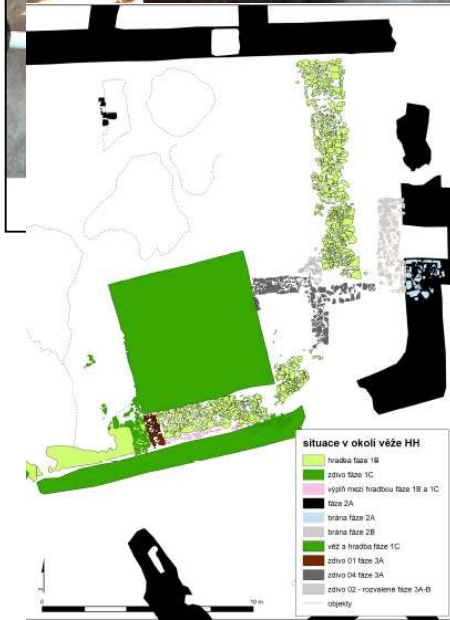 situace v okolí věže HH
hradba fáze 1B
zdivo fáze 1C
výplň mezi hradbou fáze 1B a 1C
fáze 2A
brána fáze 2A
brána fáze 2B
věž a hradba fáze 1C
zdivo 01 fáze 3A
zdivo 04 fáze 3A
zdivo 02 - rozvalené fáze 3A-B
objekty
0 10 m